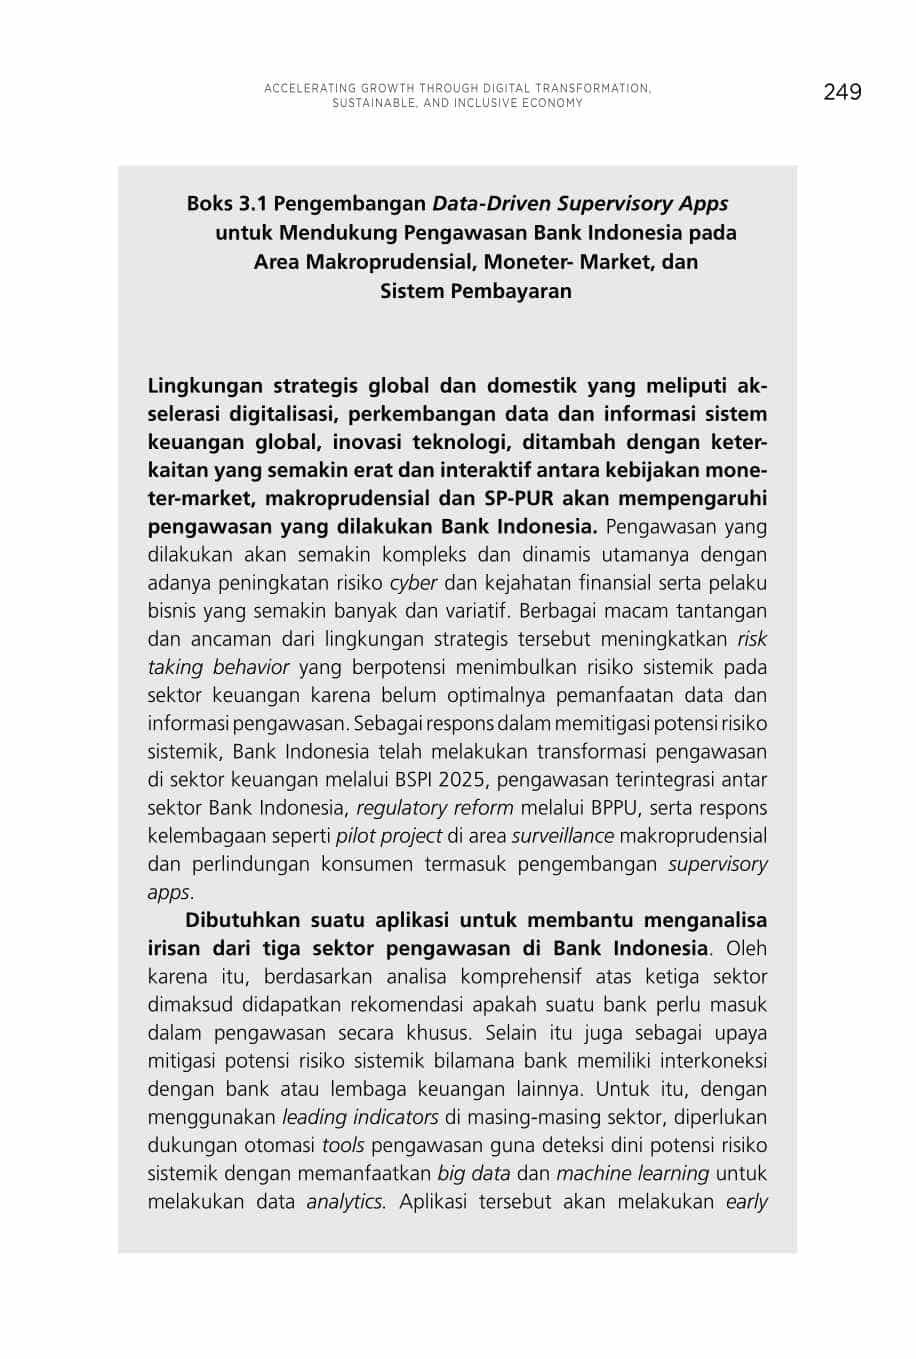 ACCELERATING GROWTH THROUGH DIGITAL TRANSFORMATION,
SUSTAINABLE, AND INCLUSIVE ECONOMY
249
Boks 3.1 Pengembangan Data-Driven Supervisory Apps
untuk Mendukung Pengawasan Bank Indonesia pada
Area Makroprudensial, Moneter- Market, dan
Sistem Pembayaran
Lingkungan strategis global dan domestik yang meliputi ak-
selerasi digitalisasi, perkembangan data dan informasi sistem
keuangan global, inovasi teknologi, ditambah dengan keter-
kaitan yang semakin erat dan interaktif antara kebijakan mone-
ter-market, makroprudensial dan SP-PUR akan mempengaruhi
pengawasan yang dilakukan Bank Indonesia. Pengawasan yang
dilakukan akan semakin kompleks dan dinamis utamanya dengan
adanya peningkatan risiko cyber dan kejahatan finansial serta pelaku
bisnis yang semakin banyak dan variatif. Berbagai macam tantangan
dan ancaman dari lingkungan strategis tersebut meningkatkan risk
taking behavior yang berpotensi menimbulkan risiko sistemik pada
sektor keuangan karena belum optimalnya pemanfaatan data dan
informasi pengawasan. Sebagai respons dalam memitigasi potensi risiko
sistemik, Bank Indonesia telah melakukan transformasi pengawasan
di sektor keuangan melalui BSPI 2025, pengawasan terintegrasi antar
sektor Bank Indonesia, regulatory reform melalui BPPU, serta respons
kelembagaan seperti pilot project di area surveillance makroprudensial
dan perlindungan konsumen termasuk pengembangan supervisory
apps.
Dibutuhkan suatu aplikasi untuk membantu menganalisa
irisan dari tiga sektor pengawasan di Bank Indonesia. Oleh
karena itu, berdasarkan analisa komprehensif atas ketiga sektor
dimaksud didapatkan rekomendasi apakah suatu bank perlu masuk
dalam pengawasan secara khusus. Selain itu juga sebagai upaya
mitigasi potensi risiko sistemik bilamana bank memiliki interkoneksi
dengan bank atau lembaga keuangan lainnya. Untuk itu, dengan
menggunakan leading indicators di masing-masing sektor, diperlukan
dukungan otomasi tools pengawasan guna deteksi dini potensi risiko
sistemik dengan memanfaatkan big data dan machine learning untuk
melakukan data analytics. Aplikasi tersebut akan melakukan early